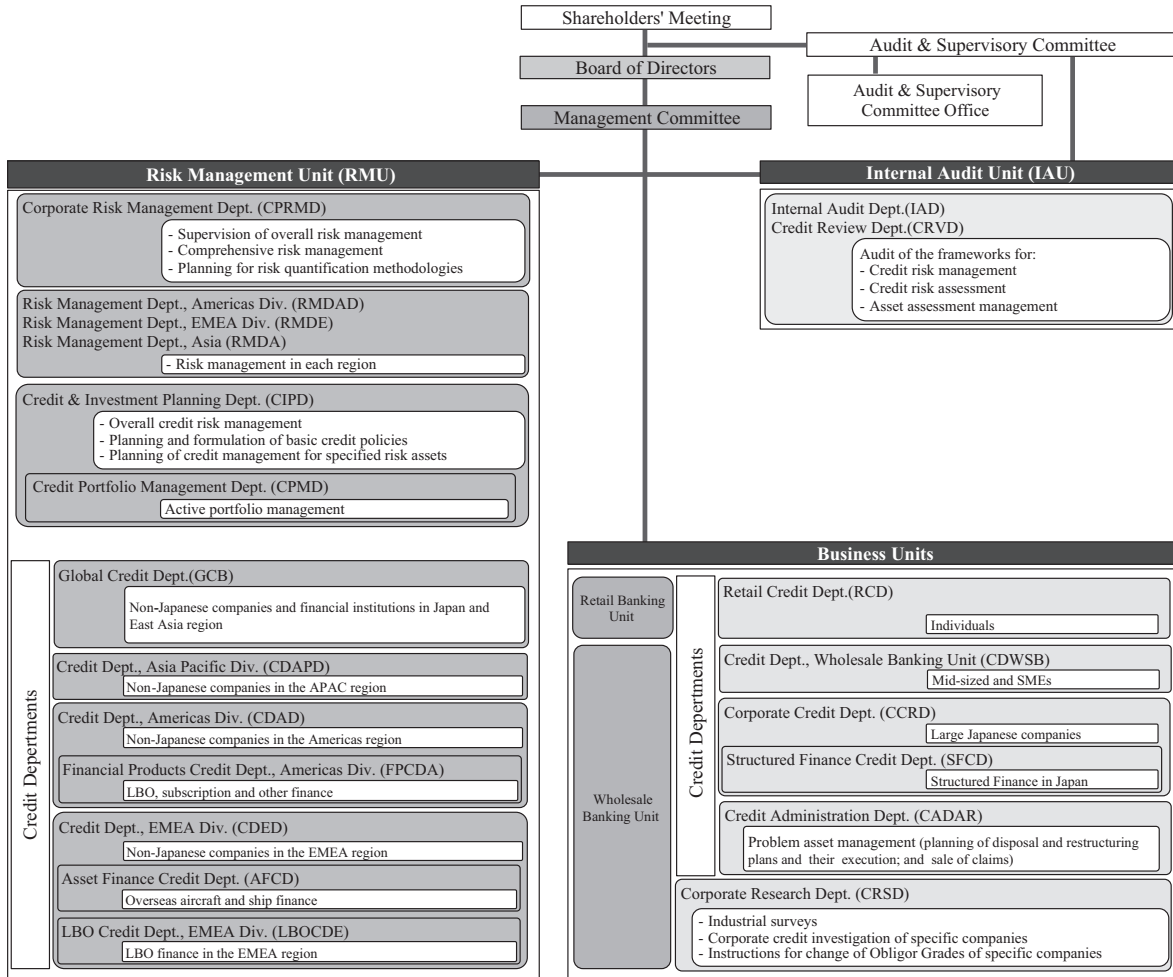 Shareholders' Meeting
Audit & Supervisory Committee
Board of Directors
Audit & Supervisory
Committee Office
Management Committee
Risk Management Unit (RMU)
Corporate Risk Management Dept. (CPRMD)
- Supervision of overall risk management
- Comprehensive risk management
- Planning for risk quantification methodologies
Risk Management Dept., Americas Div. (RMDAD)
Risk Management Dept., EMEA Div. (RMDE)
Risk Management Dept., Asia (RMDA)
- Risk management in each region
Credit & Investment Planning Dept. (CIPD)
- Overall credit risk management
- Planning and formulation of basic credit policies
- Planning of credit management for specified risk assets
Credit Portfolio Management Dept. (CPMD)
Active portfolio management
Credit Depertments
Global Credit Dept.(GCB)
Non-Japanese companies and financial institutions in Japan and
East Asia region
Credit Dept., Asia Pacific Div. (CDAPD)
Non-Japanese companies in the APAC region
Credit Dept., Americas Div. (CDAD)
Non-Japanese companies in the Americas region
Financial Products Credit Dept., Americas Div. (FPCDA)
LBO, subscription and other finance
Credit Dept., EMEA Div. (CDED)
Non-Japanese companies in the EMEA region
Asset Finance Credit Dept. (AFCD)
Overseas aircraft and ship finance
LBO Credit Dept., EMEA Div. (LBOCDE)
LBO finance in the EMEA region
Internal Audit Unit (IAU)
Internal Audit Dept.(IAD)
Credit Review Dept.(CRVD)
Audit of the frameworks for:
- Credit risk management
- Credit risk assessment
- Asset assessment management
Business Units
Retail Banking
Unit
Wholesale
Banking Unit
Credit Depertments
Retail Credit Dept.(RCD)
Individuals
Credit Dept., Wholesale Banking Unit (CDWSB)
Mid-sized and SMEs
Corporate Credit Dept. (CCRD)
Large Japanese companies
Structured Finance Credit Dept. (SFCD)
Structured Finance in Japan
Credit Administration Dept. (CADAR)
Problem asset management (planning of disposal and restructuring
plans and their execution; and sale of claims)
Corporate Research Dept. (CRSD)
- Industrial surveys
- Corporate credit investigation of specific companies
- Instructions for change of Obligor Grades of specific companies